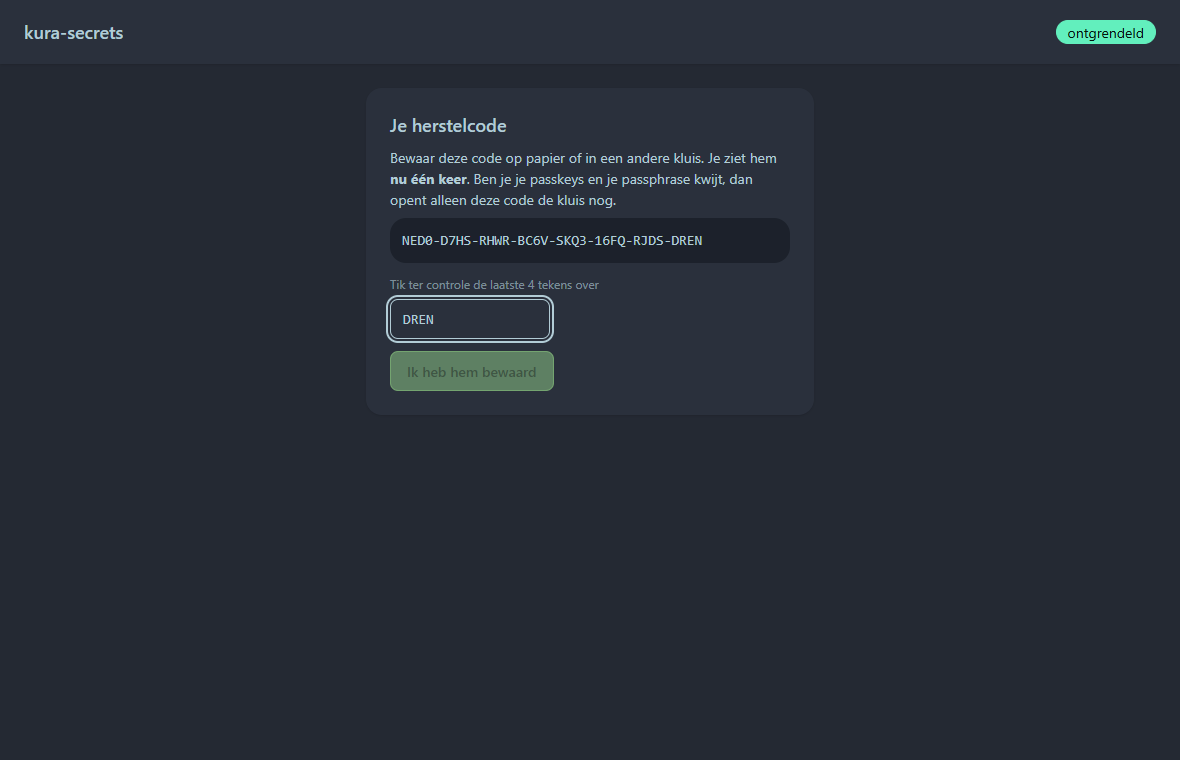 kura-secrets
ontgrendeld
Je herstelcode
Bewaar deze code op papier of in een andere kluis. Je ziet hem
nu één keer. Ben je je passkeys en je passphrase kwijt, dan
opent alleen deze code de kluis nog.
NED0-D7HS-RHWR-BC6V-SKQ3-16FQ-RJDS-DREN
Tik ter controle de laatste 4 tekens over
DREN
Ik heb hem bewaard